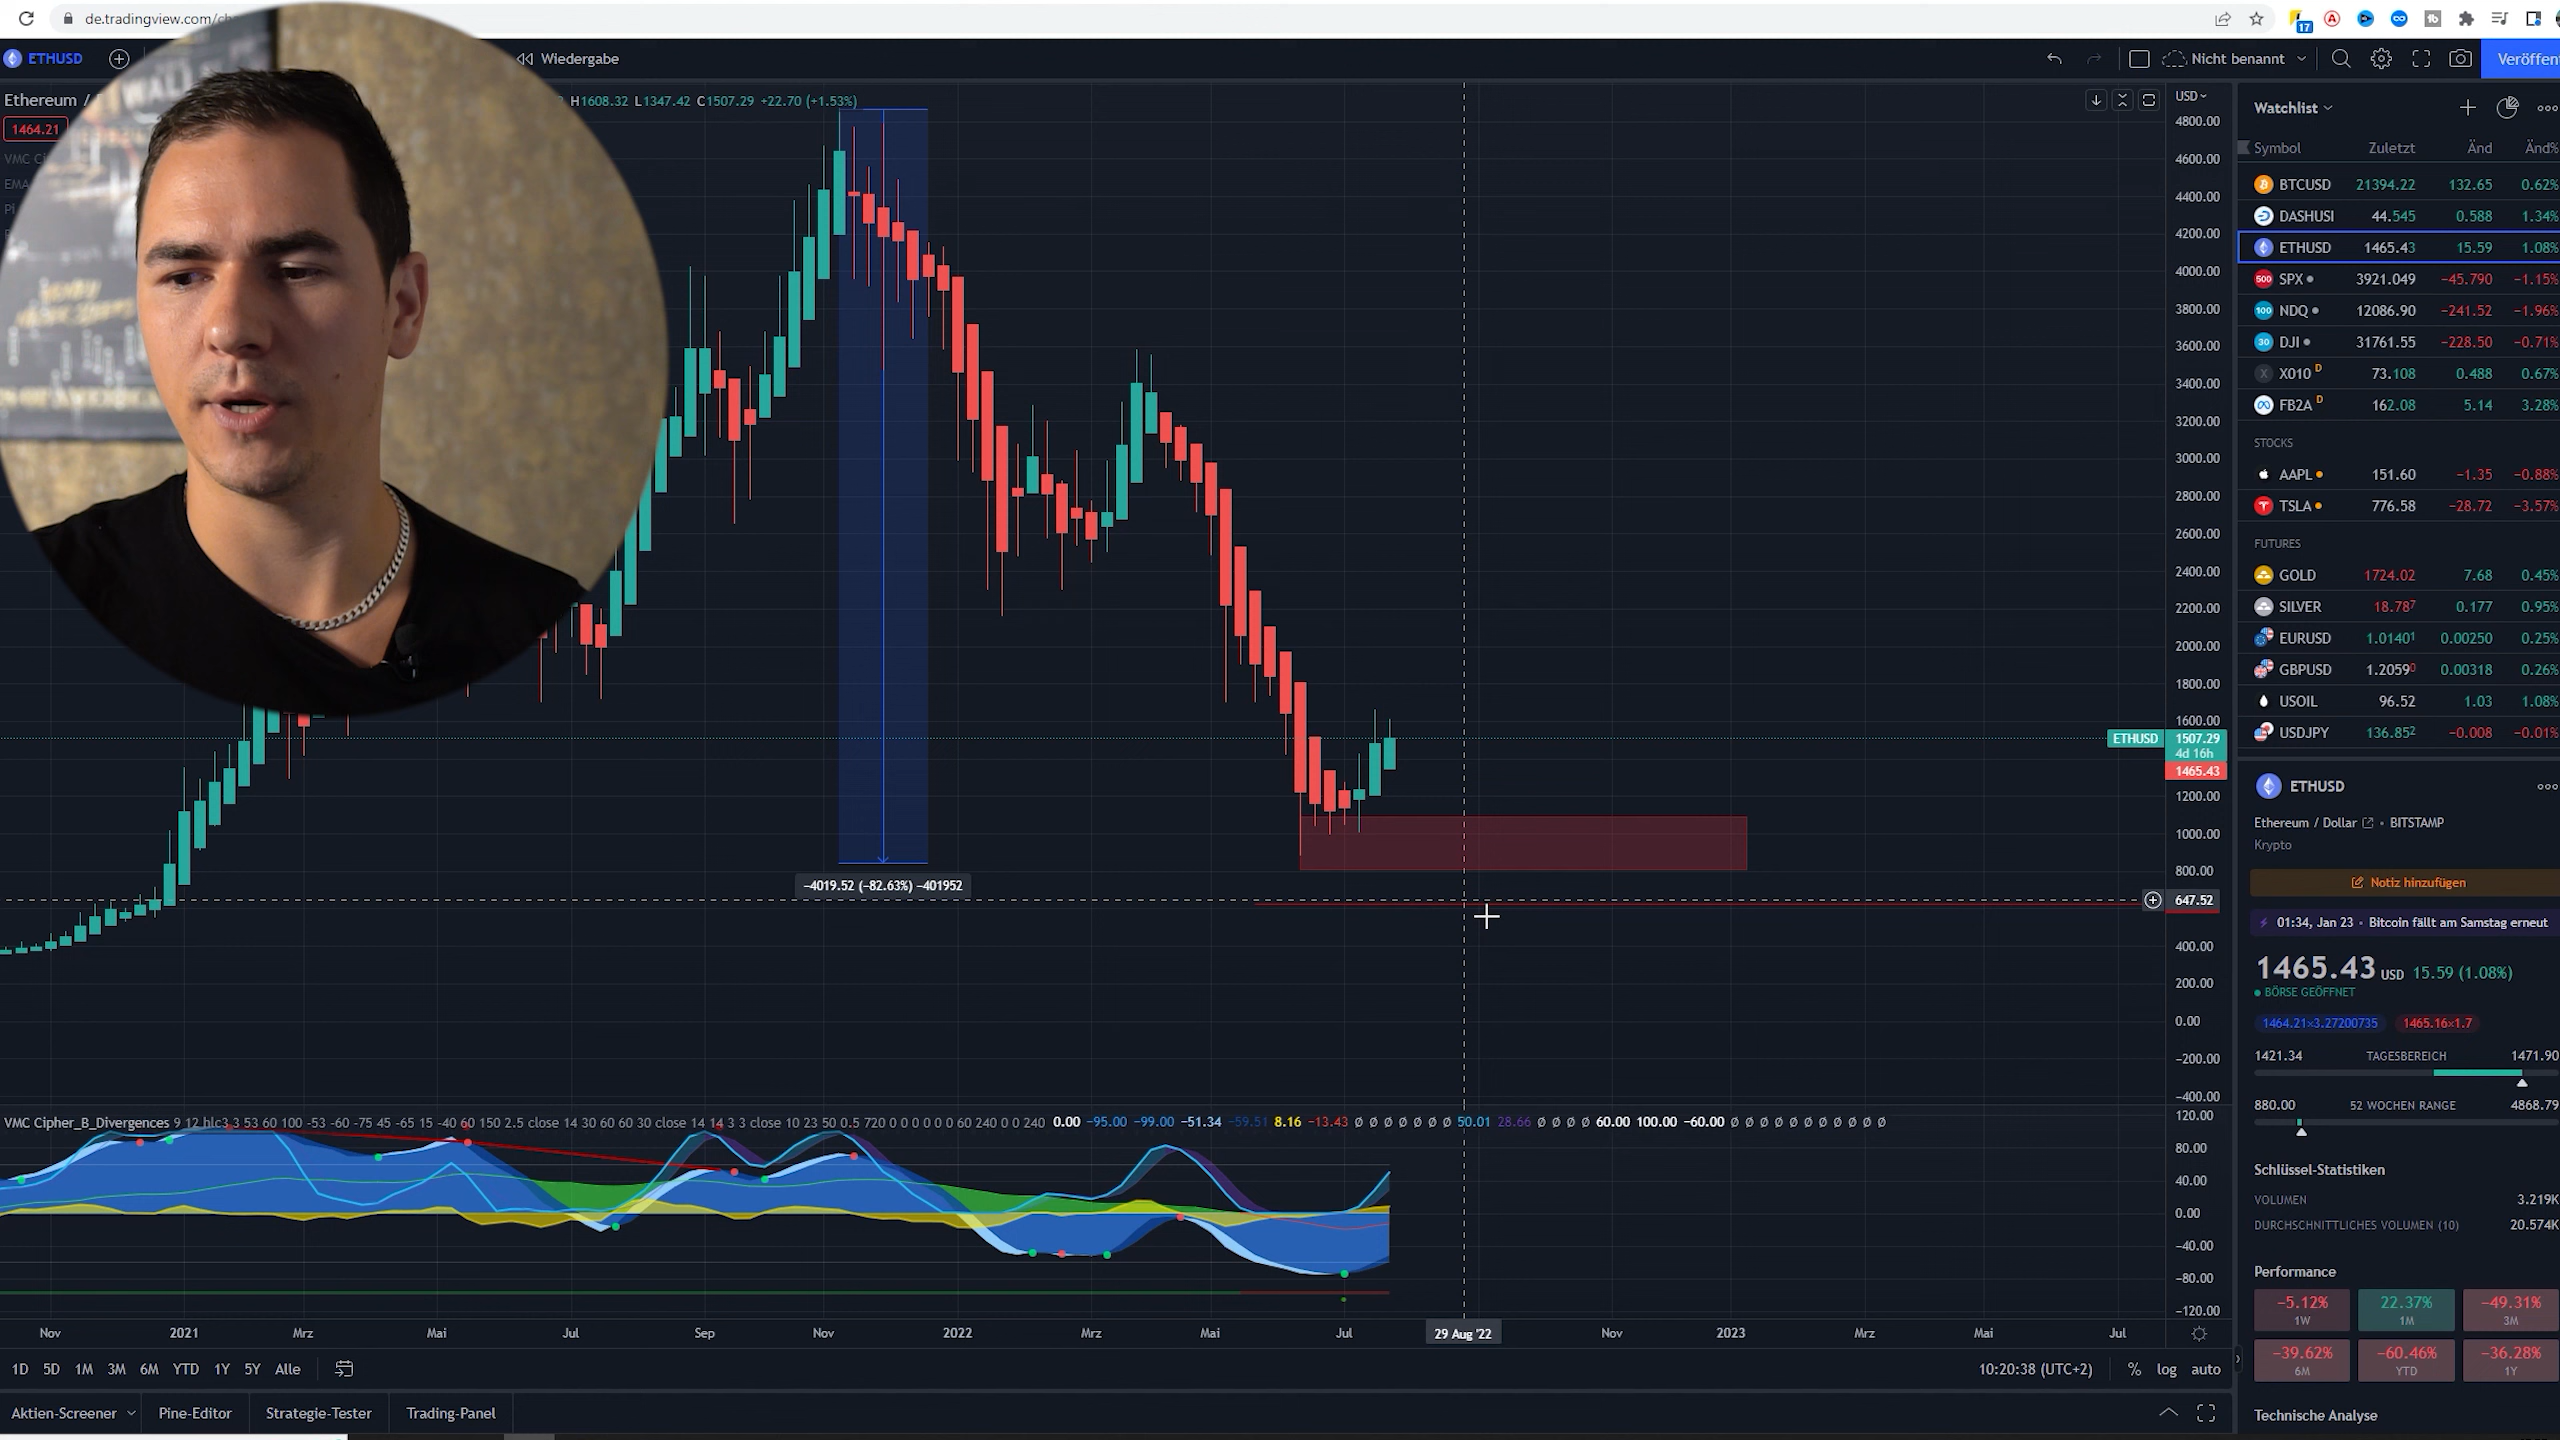 de.tradingview.com/ch
17
ETHUSD
Wiedergabe
Nicht benannt
Veröffen
Ethereum /
H1608.32 L1347.42 C1507.29 +22.70 (+1.53%)
1464.21
VMC Ci
EMA
USD
4800.00
4600.00
4400.00
4200.00
4000.00
3800.00
3600.00
3400.00
3200.00
3000.00
2800.00
2600.00
2400.00
2200.00
2000.00
1800.00
1600.00
ETHUSD 1507.29
4d 16h
1465.43
1200.00
1000.00
800.00
647.52
400.00
200.00
0.00
−200.00
−400.00
−4019.52 (−82.63%) −401952
VMC Cipher_B_Divergences 9 12 hlc3 3 53 60 100 -53 -60 -75 45 -65 15 -40 60 150 2.5 close 14 30 60 60 30 close 14 14 3 3 close 10 23 50 0.5 720 0 0 0 0 0 0 60 240 0 0 240 0.00 −95.00 −99.00 −51.34 −59.51 8.16 −13.43 Ø Ø Ø Ø Ø Ø Ø 50.01 28.66 Ø Ø Ø Ø 60.00 100.00 −60.00 Ø Ø Ø Ø Ø Ø Ø Ø Ø Ø Ø
120.00
80.00
40.00
0.00
−40.00
−80.00
−120.00
Nov 2021 Mrz Mai Jul Sep Nov 2022 Mrz Mai Jul 29 Aug '22 Nov 2023 Mrz Mai Jul
1D 5D 1M 3M 6M YTD 1Y 5Y Alle
10:20:38 (UTC+2) % log auto
Aktien-Screener Pine-Editor Strategie-Tester Trading-Panel
Watchlist
Symbol Zuletzt Änd Änd%
BTCUSD 21394.22 132.65 0.62%
DASHUSI 44.545 0.588 1.34%
ETHUSD 1465.43 15.59 1.08%
500 SPX 3921.049 −45.790 −1.15%
100 NDQ 12086.90 −241.52 −1.96%
30 DJI 31761.55 −228.50 −0.71%
X X010 D 73.108 0.488 0.67%
FB2A D 162.08 5.14 3.28%
STOCKS
AAPL 151.60 −1.35 −0.88%
TSLA 776.58 −28.72 −3.57%
FUTURES
GOLD 1724.02 7.68 0.45%
SILVER 18.787 0.177 0.95%
EURUSD 1.01401 0.00250 0.25%
GBPUSD 1.20590 0.00318 0.26%
USOIL 96.52 1.03 1.08%
USDJPY 136.852 −0.008 −0.01%
ETHUSD
Ethereum / Dollar • BITSTAMP
Krypto
Notiz hinzufügen
01:34, Jan 23 • Bitcoin fällt am Samstag erneut
1465.43 USD 15.59 (1.08%)
BÖRSE GEÖFFNET
1464.21×3.27200735 1465.16×1.7
1421.34 TAGESBEREICH 1471.90
880.00 52 WOCHEN RANGE 4868.79
Schlüssel-Statistiken
VOLUMEN 3.219K
DURCHSCHNITTLICHES VOLUMEN (10) 20.574K
Performance
−5.12% 22.37% −49.31%
1W 1M 3M
−39.62% −60.46% −36.28%
6M YTD 1Y
Technische Analyse